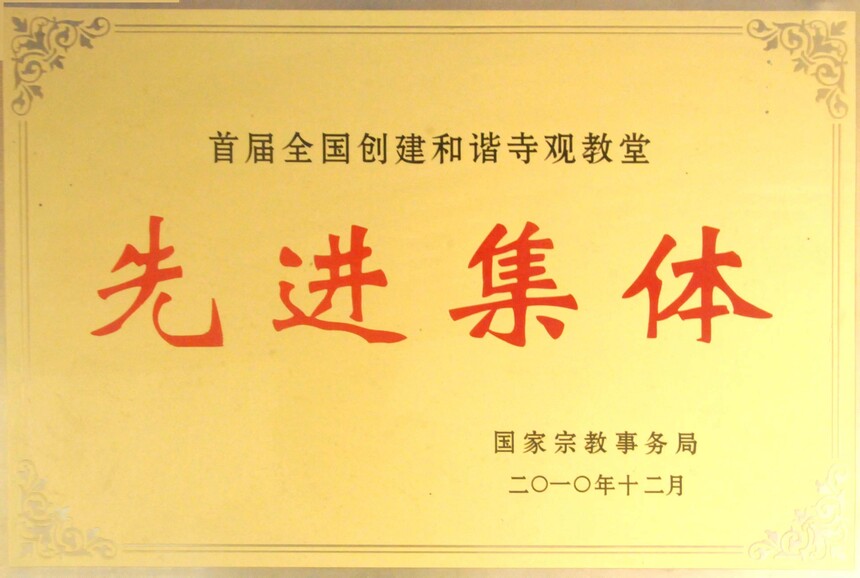 首届全国创建和谐寺观教堂
先进集体
国家宗教事务局
二〇一〇年十二月